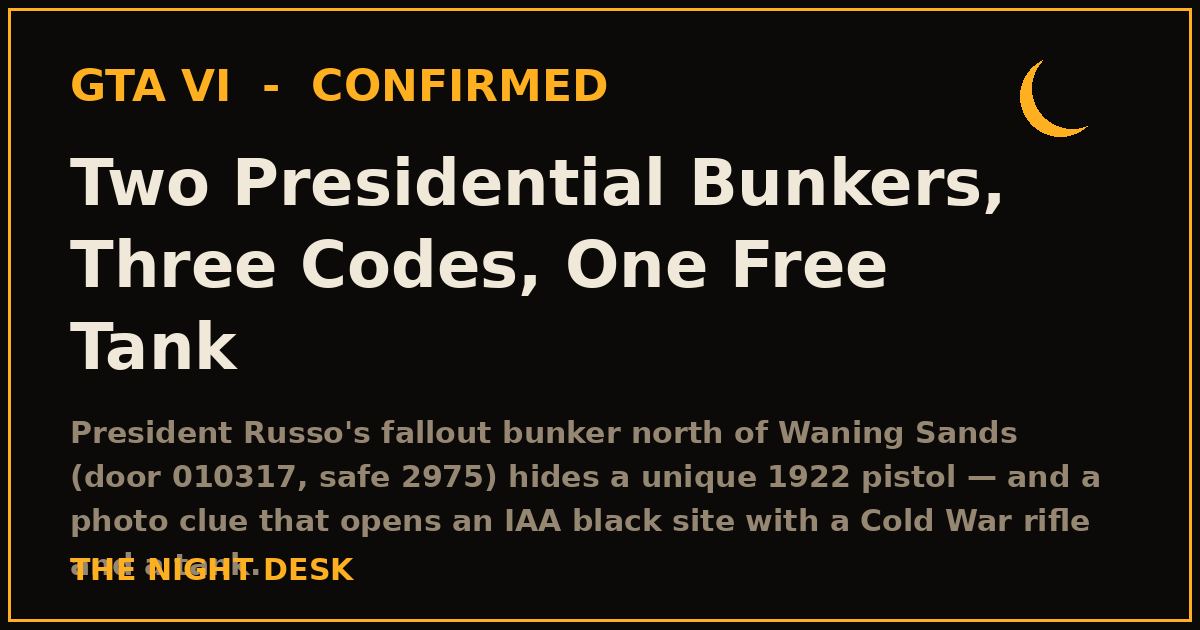 GTA VI - CONFIRMED
Two Presidential Bunkers,
Three Codes, One Free
Tank
President Russo's fallout bunker north of Waning Sands
(door 010317, safe 2975) hides a unique 1922 pistol — and a
photo clue that opens an IAA black site with a Cold War rifle
and a tank.
THE NIGHT DESK